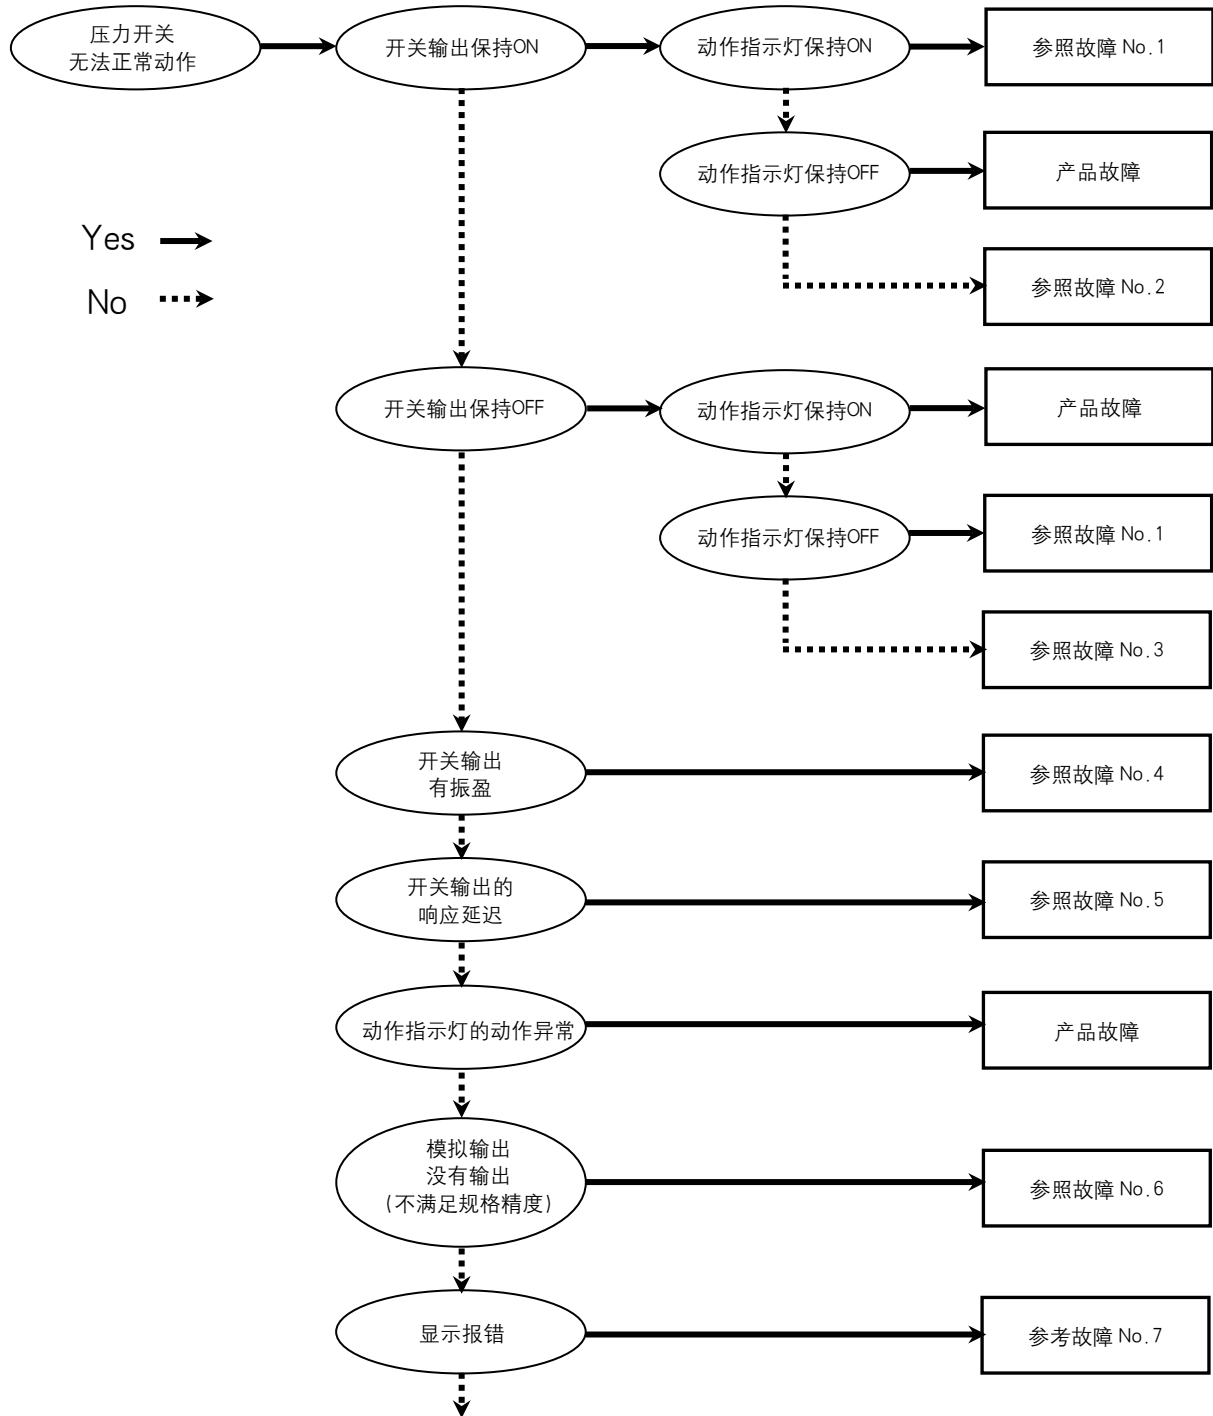 压力开关
无法正常动作
开关输出保持ON
动作指示灯保持ON
参照故障 No.1
动作指示灯保持OFF
产品故障
Yes
No
参照故障 No.2
开关输出保持OFF
动作指示灯保持ON
产品故障
动作指示灯保持OFF
参照故障 No.1
参照故障 No.3
开关输出
有振盈
参照故障 No.4
开关输出的
响应延迟
参照故障 No.5
动作指示灯的动作异常
产品故障
模拟输出
没有输出
(不满足规格精度)
参照故障 No.6
显示报错
参考故障 No.7